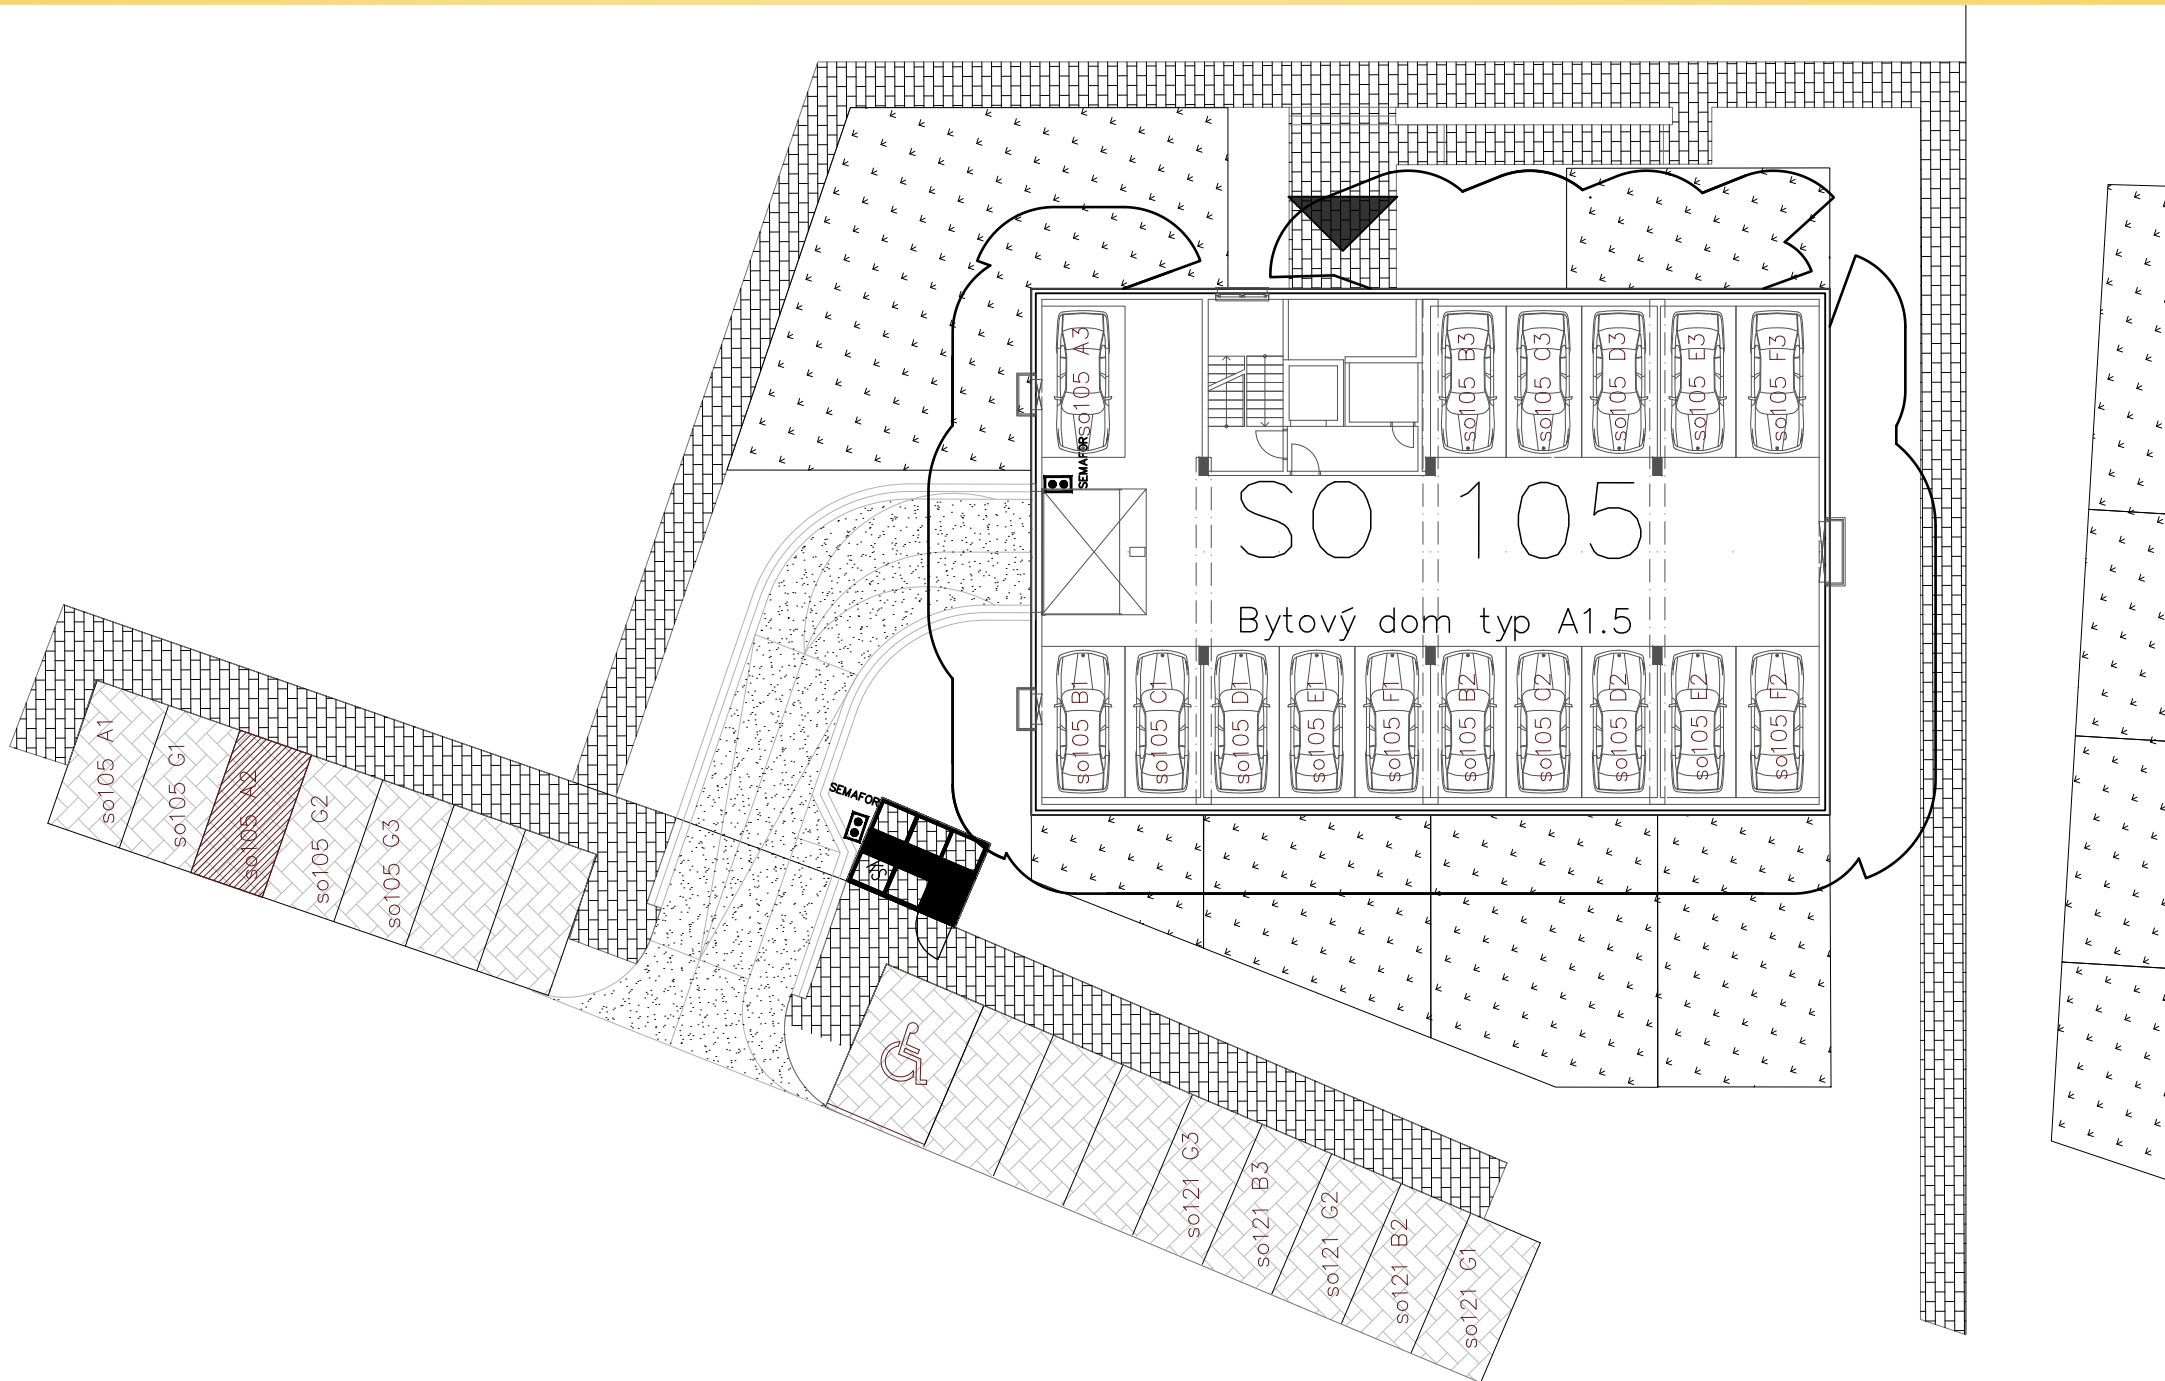 so105 A3
so105 B3
so105 C3
so105 D3
so105 E3
so105 F3
SEMAFOR
SO 105
Bytový dom typ A1.5
so105 B1
so105 C1
so105 D1
so105 E1
so105 F1
so105 B2
so105 C2
so105 D2
so105 E2
so105 F2
so105 A1
so105 G1
so105 A2
so105 G2
so105 G3
SEMAFOR
so121 G3
so121 B3
so121 G2
so121 B2
so121 G1